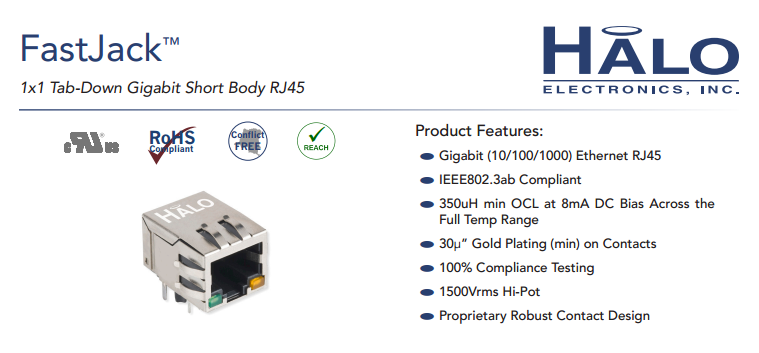 FastJack™
1x1 Tab-Down Gigabit Short Body RJ45
HALO
ELECTRONICS, INC.
c RU ® us
RoHS
Compliant
Conflict
FREE
REACH
HALO
Product Features:
Gigabit (10/100/1000) Ethernet RJ45
IEEE802.3ab Compliant
350uH min OCL at 8mA DC Bias Across the
Full Temp Range
30µ” Gold Plating (min) on Contacts
100% Compliance Testing
1500Vrms Hi-Pot
Proprietary Robust Contact Design